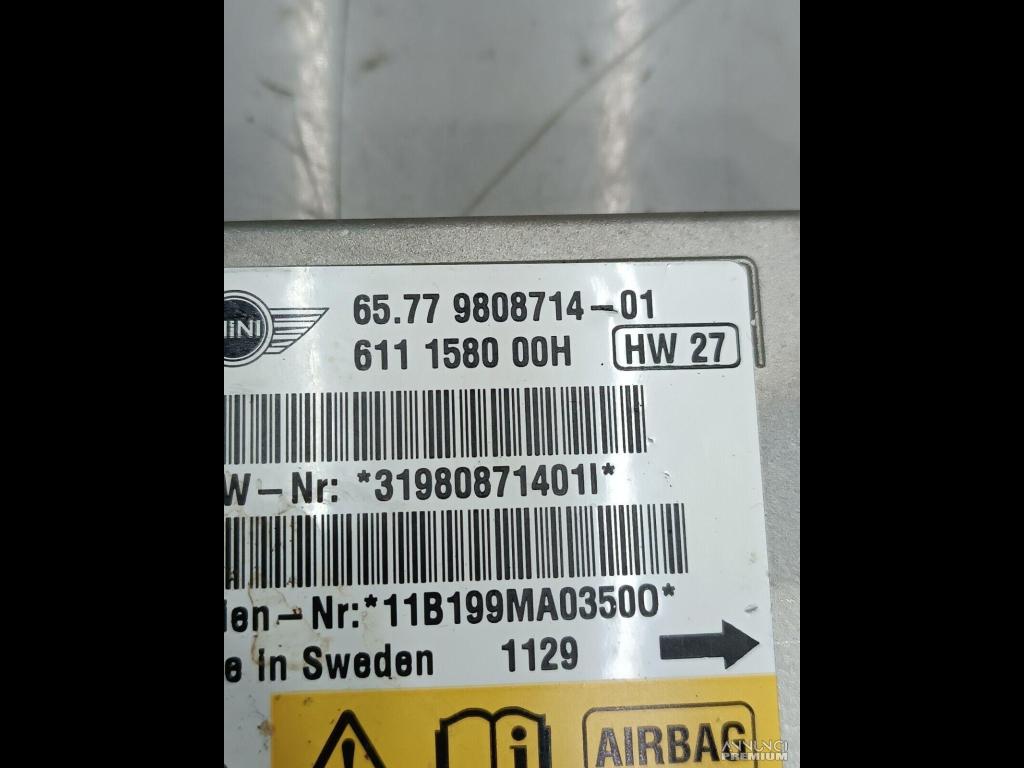 MINI
65.77 9808714-01
611 1580 00H
HW 27
W-Nr: *31980871401I*
en-Nr:*11B199MA03500*
e in Sweden 1129
AIRBAG
ANNUNCI
PREMIUM